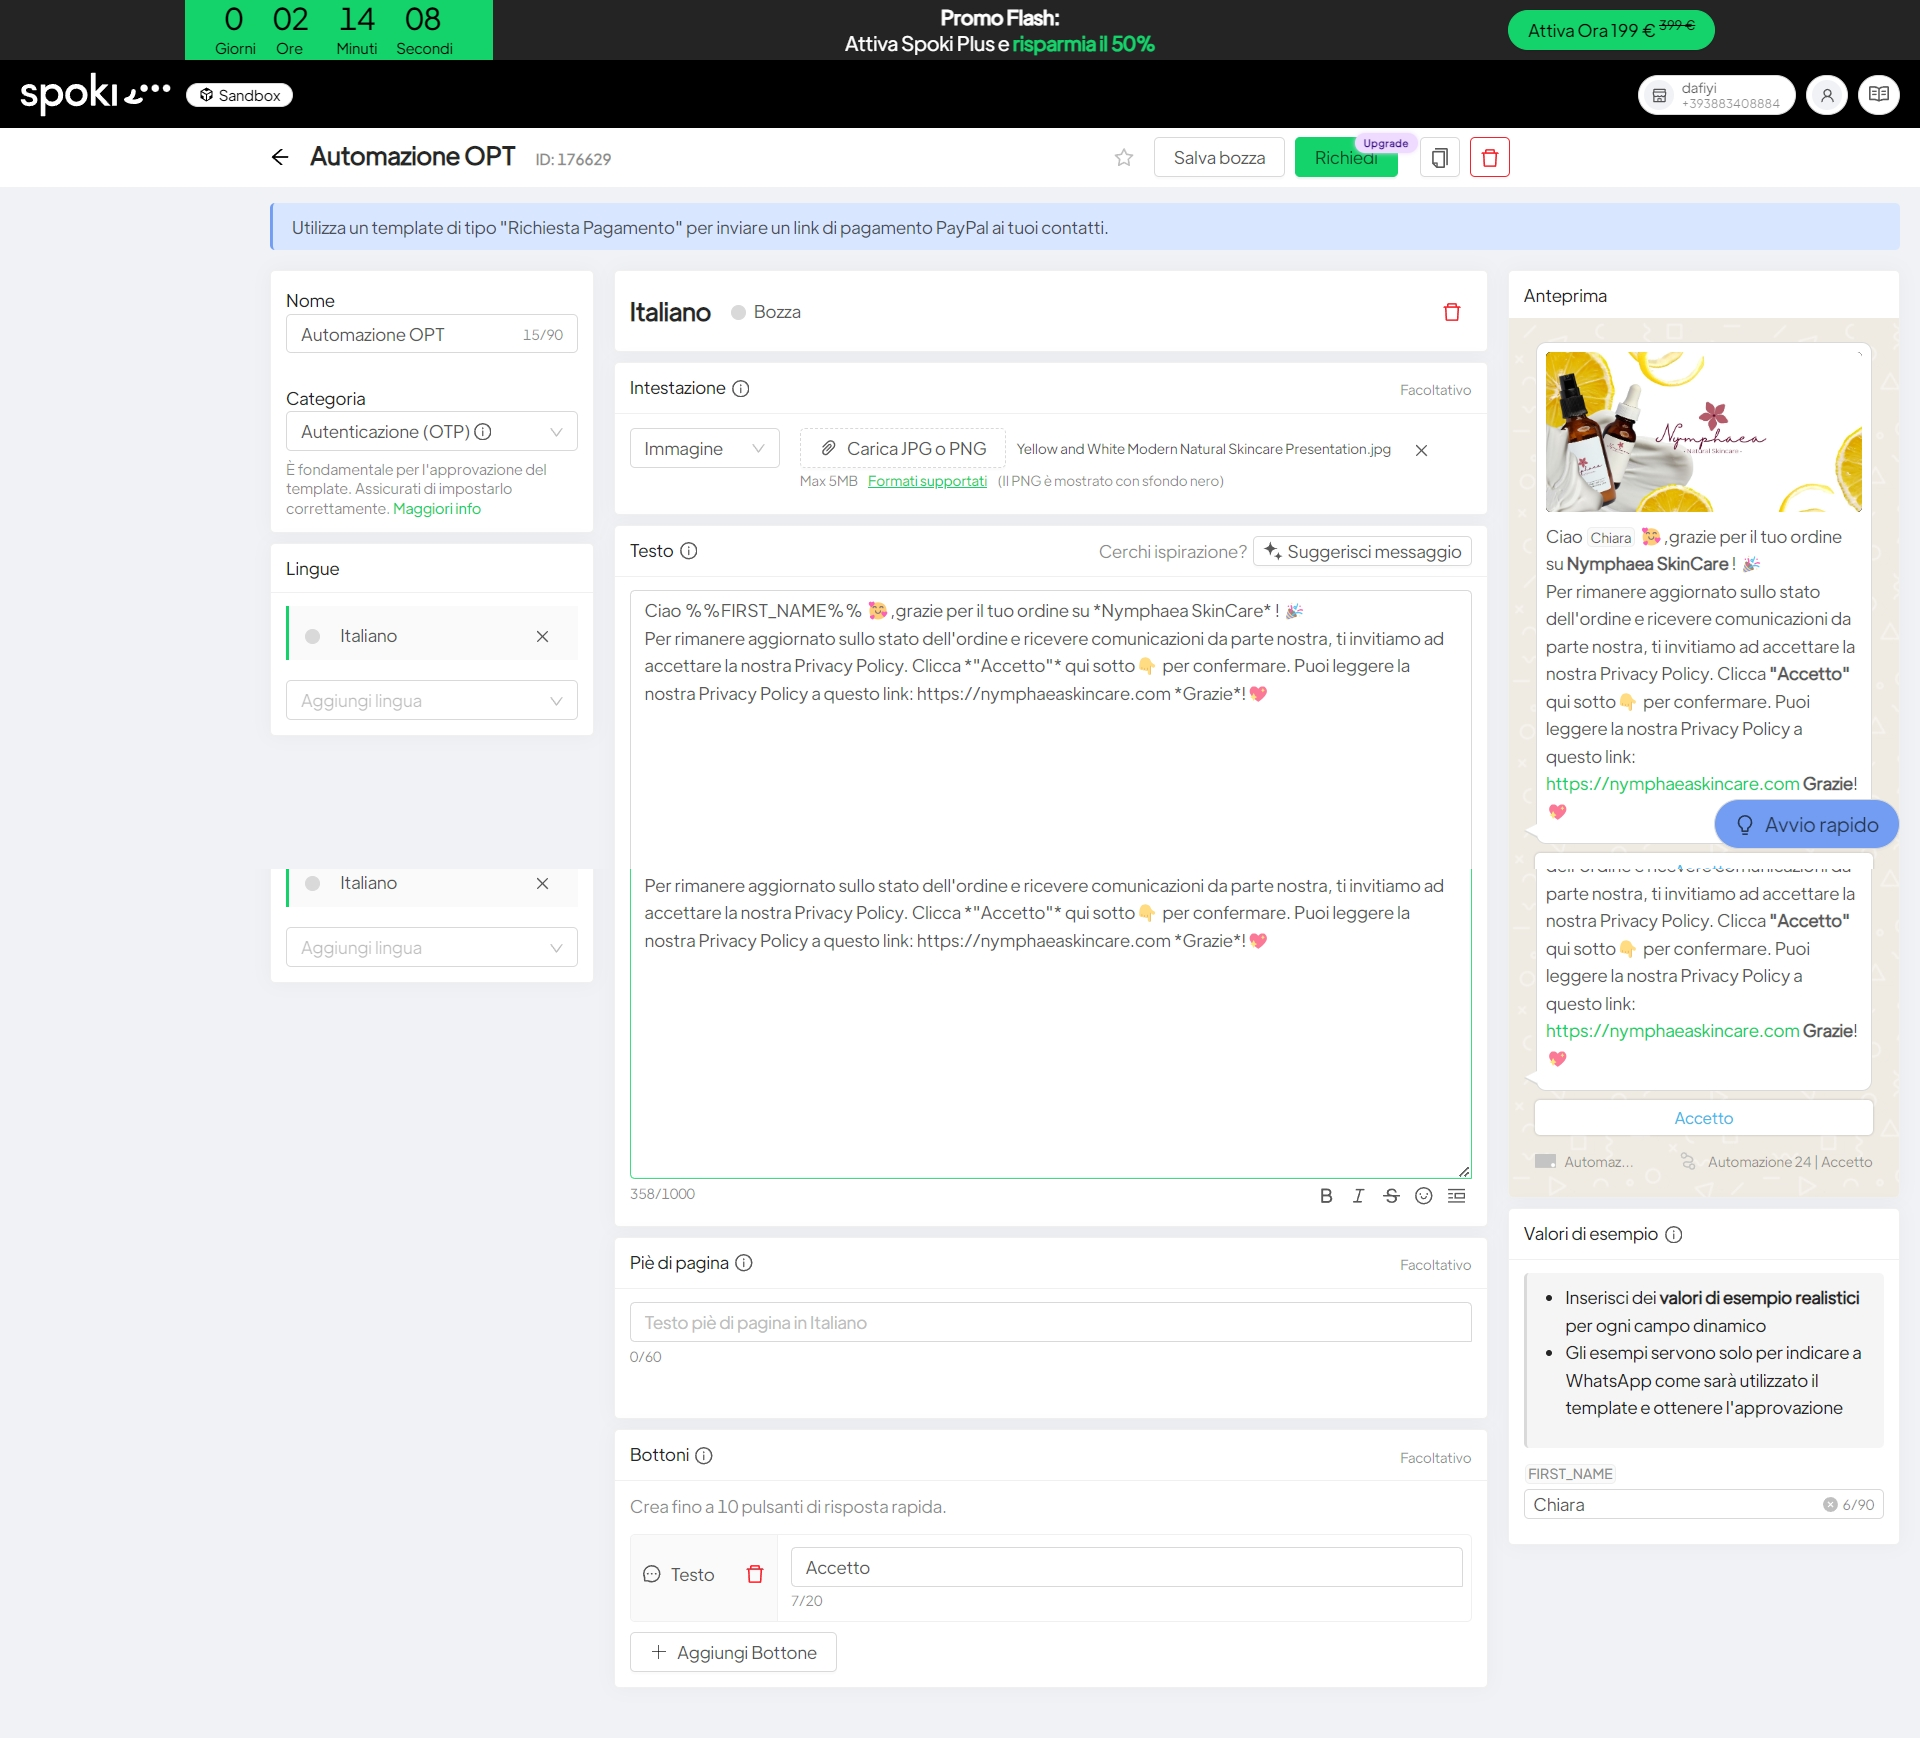 0 02 14 08
Giorni Ore Minuti Secondi
Promo Flash:
Attiva Spoki Plus e risparmia il 50%
Attiva Ora 199 € 399 €
spoki
Sandbox
dafiyi
+393883408884
Automazione OPT ID: 176629
Salva bozza
Richiedi
Upgrade
Utilizza un template di tipo "Richiesta Pagamento" per inviare un link di pagamento PayPal ai tuoi contatti.
Nome
Automazione OPT 15/90
Categoria
Autenticazione (OTP)
È fondamentale per l'approvazione del
template. Assicurati di impostarlo
correttamente. Maggiori info
Lingue
Italiano
Aggiungi lingua
Italiano
Aggiungi lingua
Italiano Bozza
Intestazione Facoltativo
Immagine
Carica JPG o PNG
Yellow and White Modern Natural Skincare Presentation.jpg
Max 5MB Formati supportati (Il PNG è mostrato con sfondo nero)
Testo
Cerchi ispirazione? Suggerisci messaggio
Ciao %%FIRST_NAME%% 🥰 ,grazie per il tuo ordine su *Nymphaea SkinCare* ! 🎉
Per rimanere aggiornato sullo stato dell'ordine e ricevere comunicazioni da parte nostra, ti invitiamo ad
accettare la nostra Privacy Policy. Clicca *"Accetto"* qui sotto👇 per confermare. Puoi leggere la
nostra Privacy Policy a questo link: https://nymphaeaskincare.com *Grazie*!💖
Per rimanere aggiornato sullo stato dell'ordine e ricevere comunicazioni da parte nostra, ti invitiamo ad
accettare la nostra Privacy Policy. Clicca *"Accetto"* qui sotto👇 per confermare. Puoi leggere la
nostra Privacy Policy a questo link: https://nymphaeaskincare.com *Grazie*!💖
358/1000
B I S
Piè di pagina Facoltativo
Testo piè di pagina in Italiano
0/60
Bottoni Facoltativo
Crea fino a 10 pulsanti di risposta rapida.
Testo
Accetto
7/20
Aggiungi Bottone
Anteprima
Nymphaea
- Natural Skincare -
Ciao Chiara 🥰 ,grazie per il tuo ordine
su Nymphaea SkinCare ! 🎉
Per rimanere aggiornato sullo stato
dell'ordine e ricevere comunicazioni da
parte nostra, ti invitiamo ad accettare la
nostra Privacy Policy. Clicca "Accetto"
qui sotto👇 per confermare. Puoi
leggere la nostra Privacy Policy a
questo link:
https://nymphaeaskincare.com Grazie!
💖
Avvio rapido
dell'ordine e ricevere comunicazioni da
parte nostra, ti invitiamo ad accettare la
nostra Privacy Policy. Clicca "Accetto"
qui sotto👇 per confermare. Puoi
leggere la nostra Privacy Policy a
questo link:
https://nymphaeaskincare.com Grazie!
💖
Accetto
Automaz... Automazione 24 | Accetto
Valori di esempio
Inserisci dei valori di esempio realistici
per ogni campo dinamico
Gli esempi servono solo per indicare a
WhatsApp come sarà utilizzato il
template e ottenere l'approvazione
FIRST_NAME
Chiara 6/90